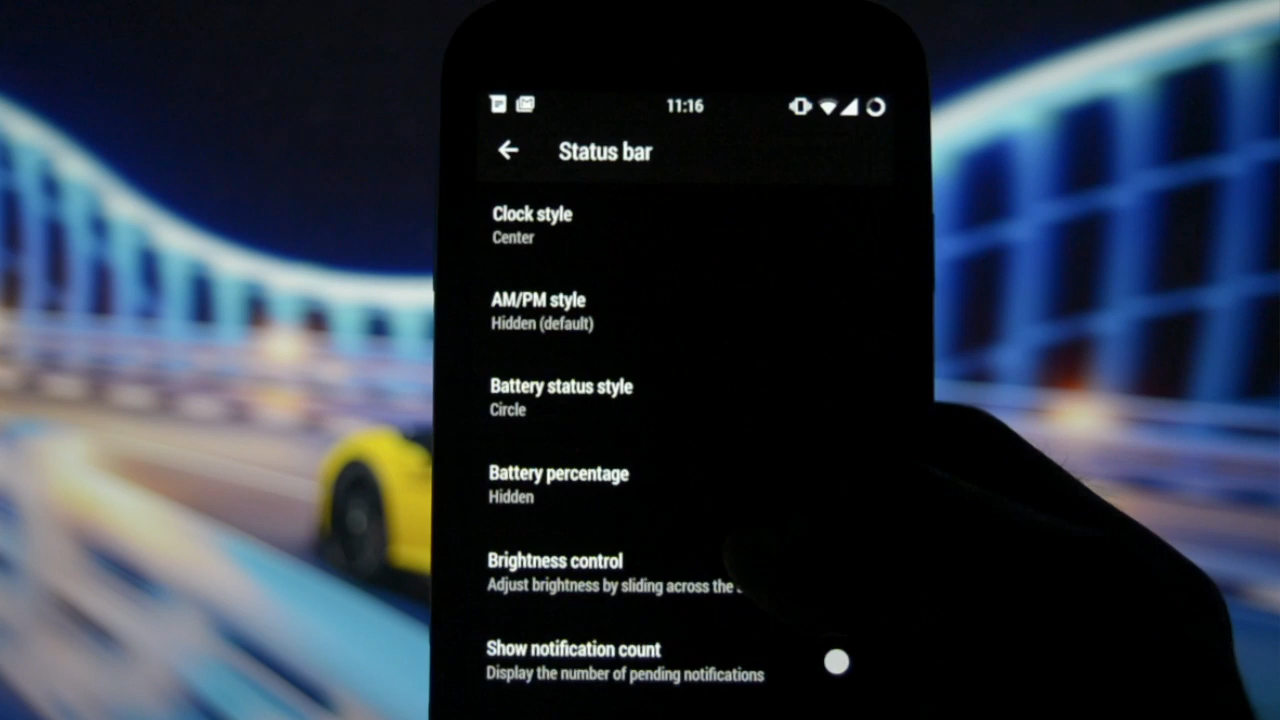 11:16
Status bar
Clock style
Center
AM/PM style
Hidden (default)
Battery status style
Circle
Battery percentage
Hidden
Brightness control
Adjust brightness by sliding across the
Show notification count
Display the number of pending notifications